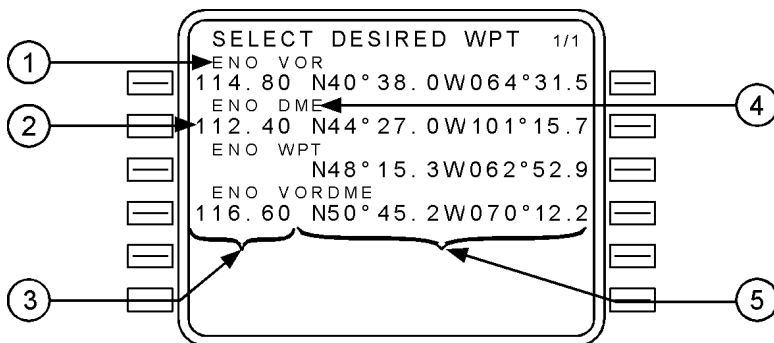 SELECT DESIRED WPT 1/1
ENO VOR
114.80 N40°38.0W064°31.5
ENO DME
112.40 N44°27.0W101°15.7
ENO WPT
N48°15.3W062°52.9
ENO VORDME
116.60 N50°45.2W070°12.2
1
2
3
4
5